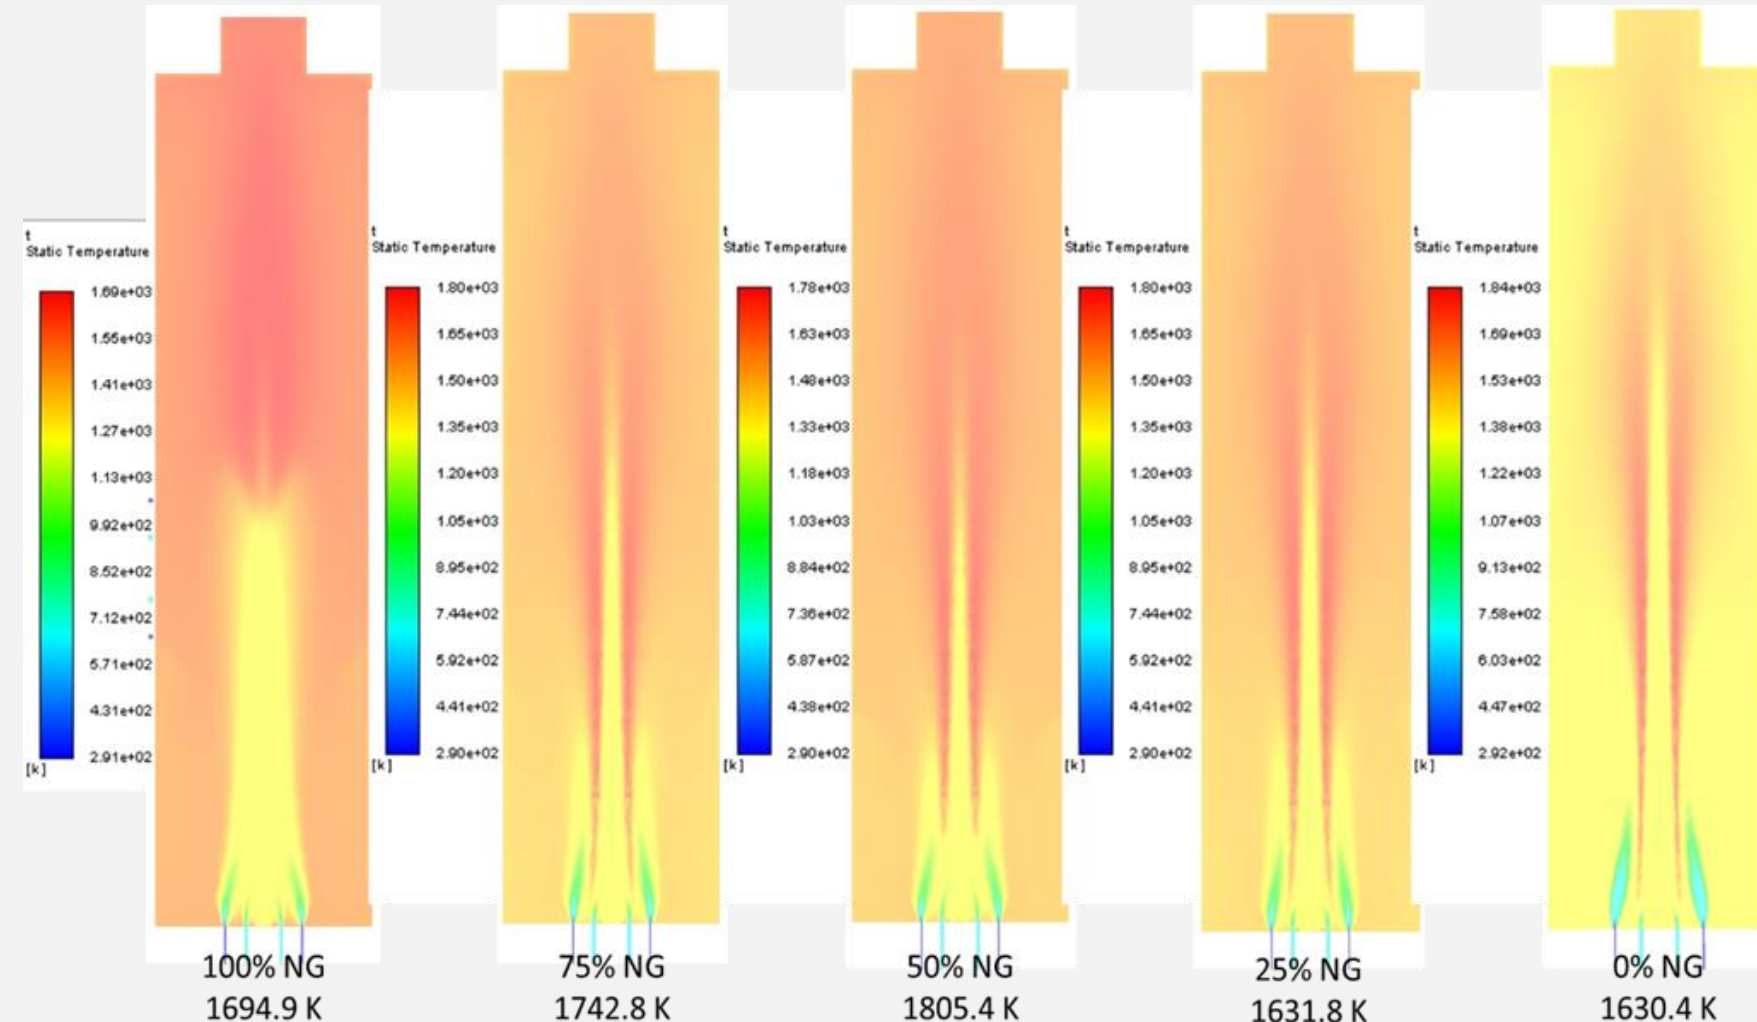 t
Static Temperature
1.69e+03
1.55e+03
1.41e+03
1.27e+03
1.13e+03
9.92e+02
8.52e+02
7.12e+02
5.71e+02
4.31e+02
2.91e+02
[k]
t
Static Temperature
1.80e+03
1.65e+03
1.50e+03
1.35e+03
1.20e+03
1.05e+03
8.95e+02
7.44e+02
5.92e+02
4.41e+02
2.90e+02
[k]
t
Static Temperature
1.78e+03
1.63e+03
1.48e+03
1.33e+03
1.18e+03
1.03e+03
8.84e+02
7.36e+02
5.87e+02
4.38e+02
2.90e+02
[k]
t
Static Temperature
1.80e+03
1.65e+03
1.50e+03
1.35e+03
1.20e+03
1.05e+03
8.95e+02
7.44e+02
5.92e+02
4.41e+02
2.90e+02
[k]
t
Static Temperature
1.84e+03
1.69e+03
1.53e+03
1.38e+03
1.22e+03
1.07e+03
9.13e+02
7.58e+02
6.03e+02
4.47e+02
2.92e+02
[k]
100% NG
1694.9 K
75% NG
1742.8 K
50% NG
1805.4 K
25% NG
1631.8 K
0% NG
1630.4 K